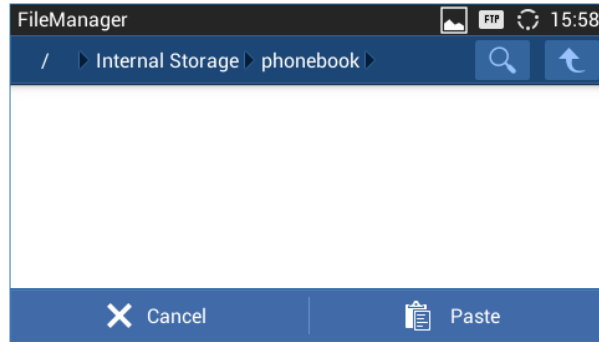 FileManager FTP 15:58
/ Internal Storage phonebook
Cancel Paste